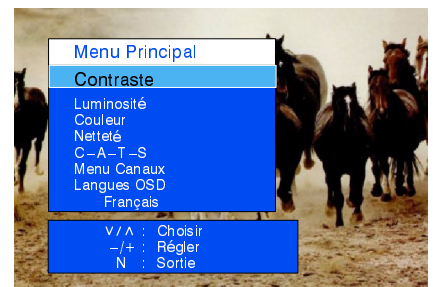 Menu Principal
Contraste
Luminosité
Couleur
Netteté
C–A–T–S
Menu Canaux
Langues OSD
Français
∨/∧ : Choisir
–/+ : Régler
N : Sortie